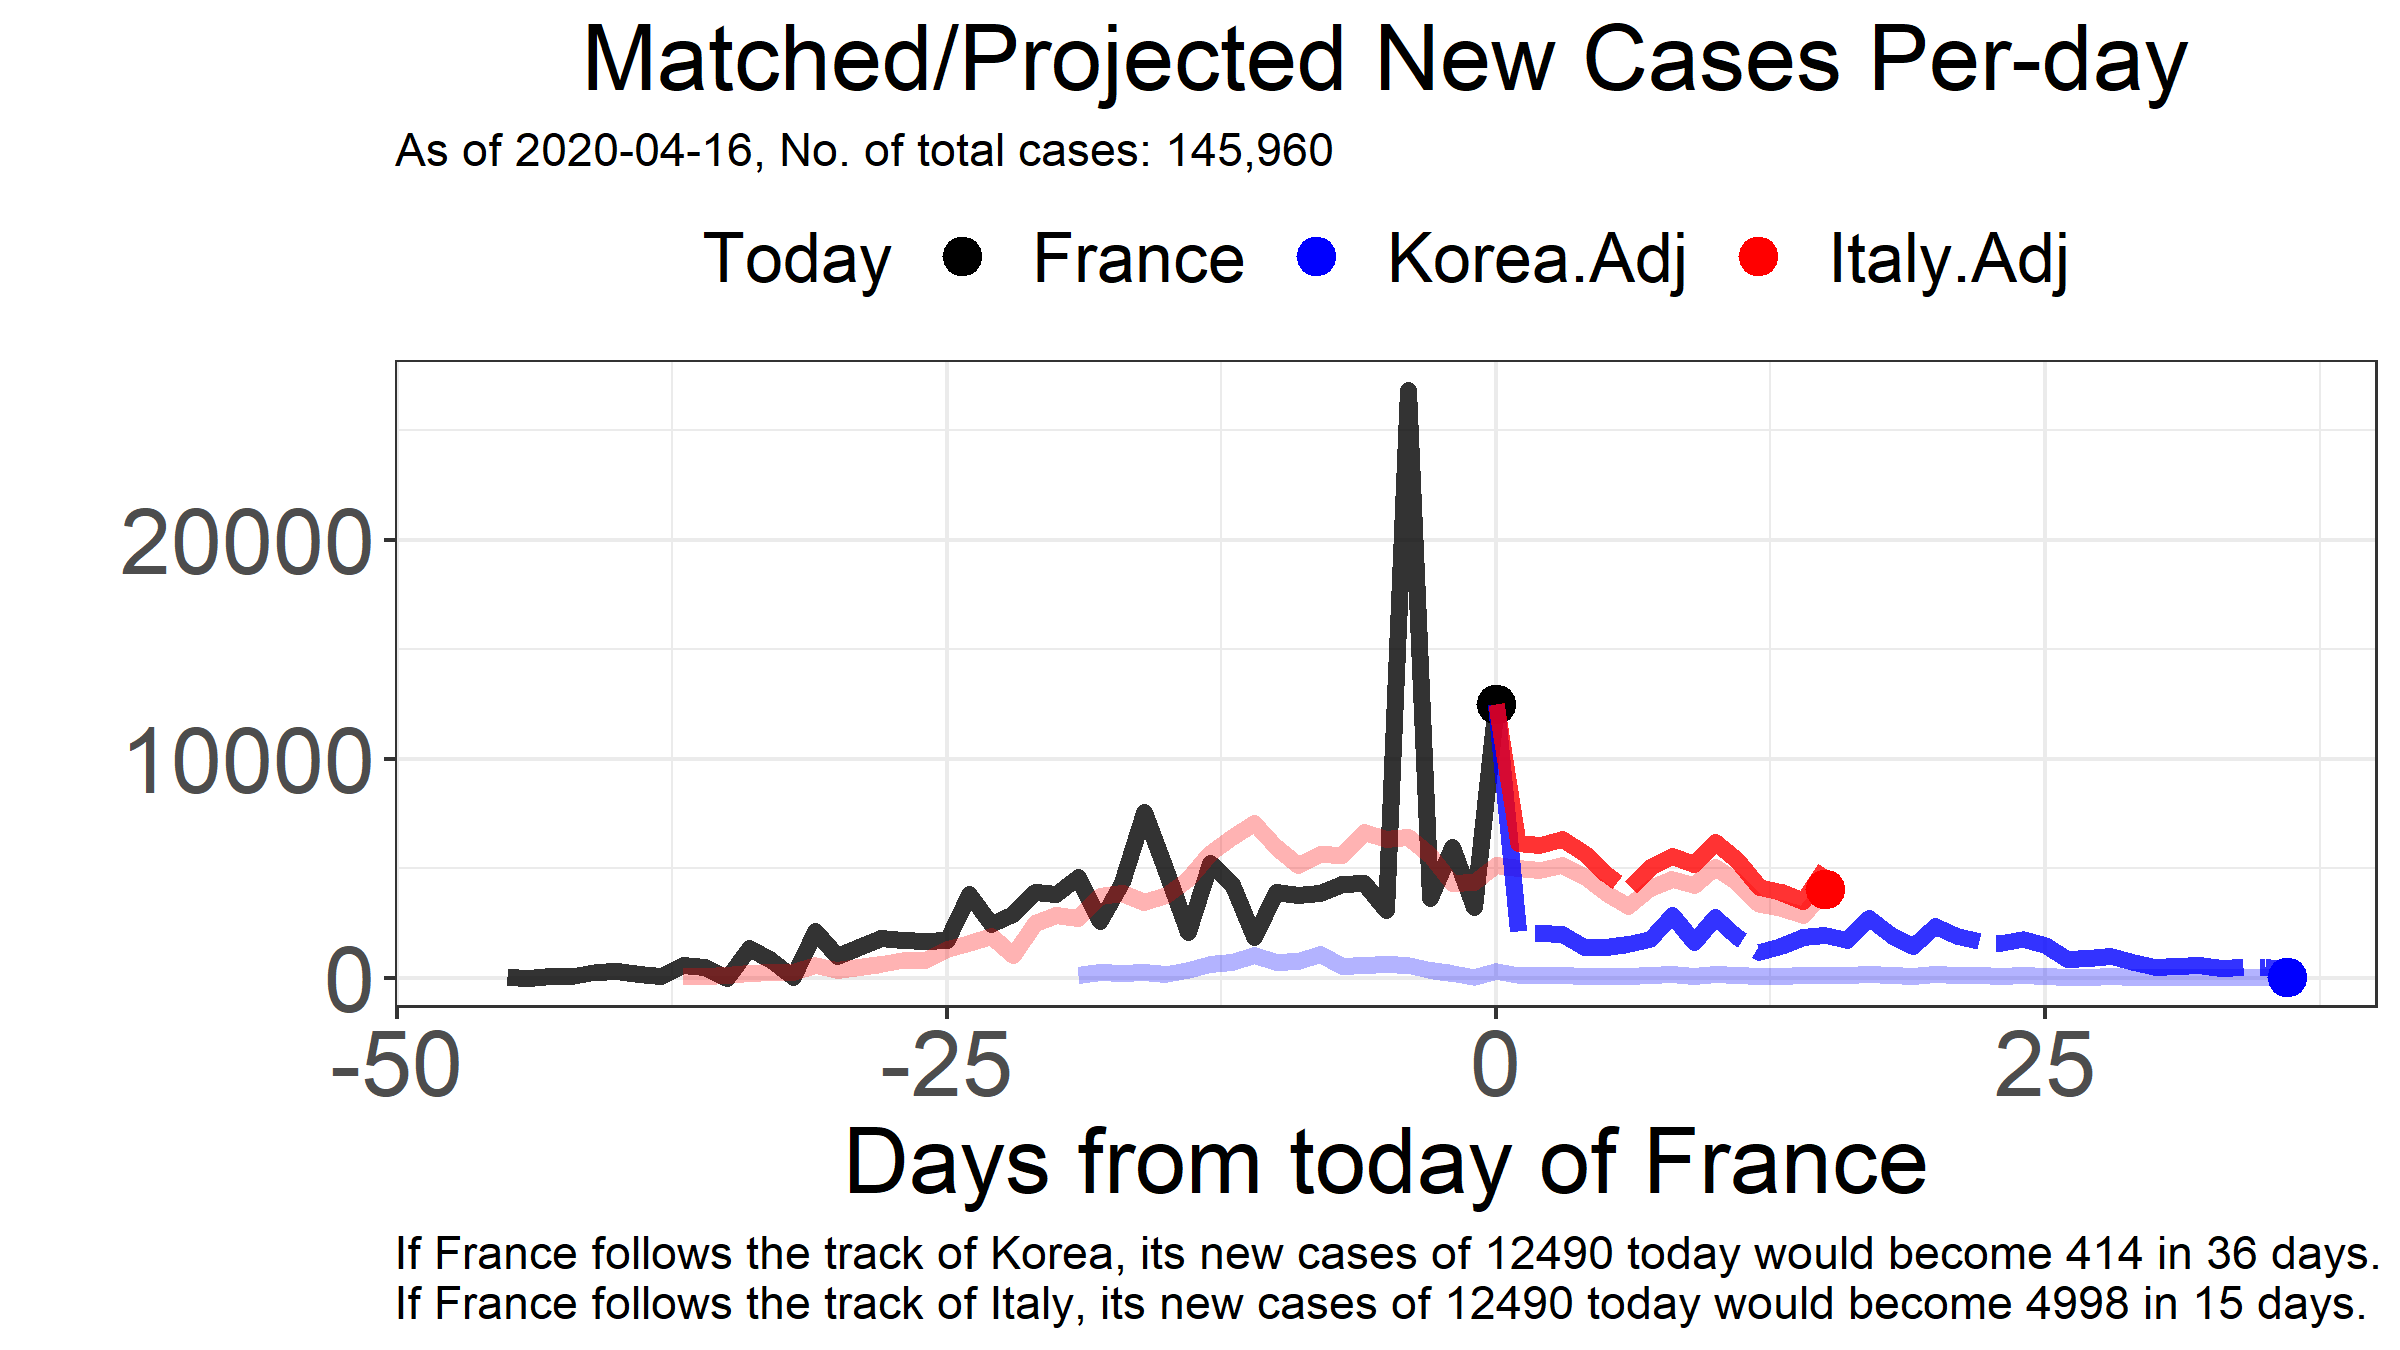 Matched/Projected New Cases Per-day
As of 2020-04-16, No. of total cases: 145,960
Today France Korea.Adj Italy.Adj
20000
10000
0
-50 -25 0 25
Days from today of France
If France follows the track of Korea, its new cases of 12490 today would become 414 in 36 days.
If France follows the track of Italy, its new cases of 12490 today would become 4998 in 15 days.